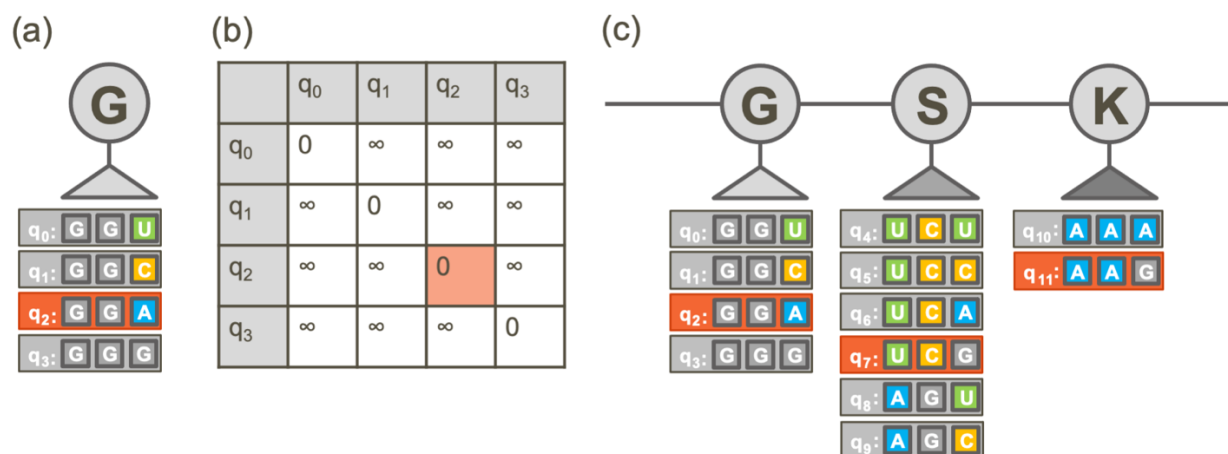 (a)
G
q0: G G U
q1: G G C
q2: G G A
q3: G G G
(b)
q0 q1 q2 q3
q0 0 ∞ ∞ ∞
q1 ∞ 0 ∞ ∞
q2 ∞ ∞ 0 ∞
q3 ∞ ∞ ∞ 0
(c)
G S K
q0: G G U
q1: G G C
q2: G G A
q3: G G G
q4: U C U
q5: U C C
q6: U C A
q7: U C G
q8: A G U
q9: A G C
q10: A A A
q11: A A G